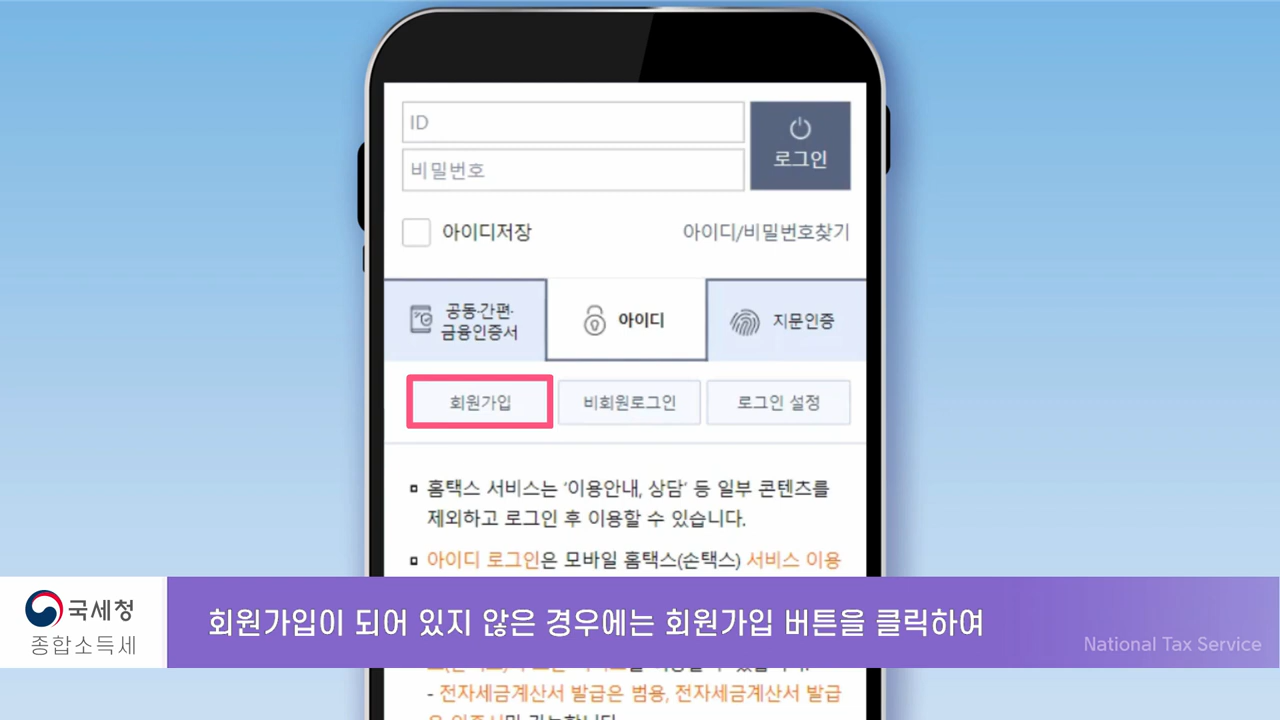 ID
비밀번호
로그인
아이디저장
아이디/비밀번호찾기
공동·간편·
금융인증서
아이디
지문인증
회원가입
비회원로그인
로그인 설정
홈택스 서비스는 '이용안내, 상담' 등 일부 콘텐츠를
제외하고 로그인 후 이용할 수 있습니다.
아이디 로그인은 모바일 홈택스(손택스) 서비스 이용
국세청
종합소득세
회원가입이 되어 있지 않은 경우에는 회원가입 버튼을 클릭하여
National Tax Service
- 전자세금계산서 발급은 범용, 전자세금계산서 발급